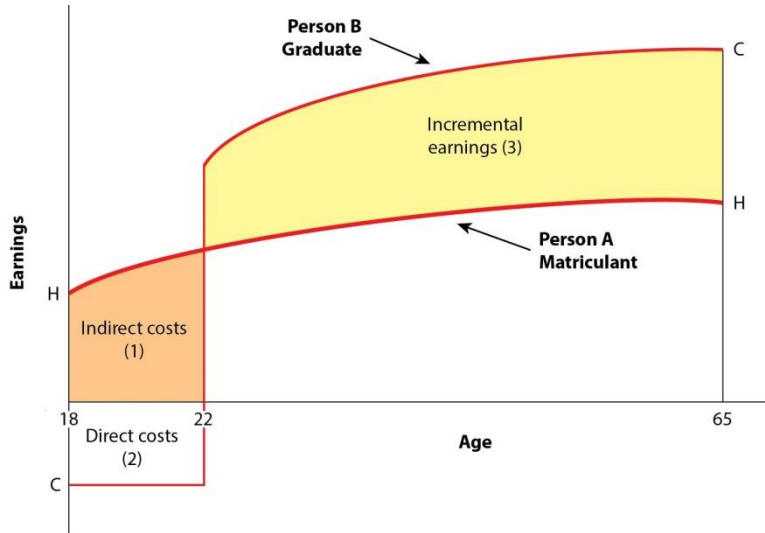 Person B
Graduate
C
Incremental
earnings (3)
H
Person A
Matriculant
Earnings
H
Indirect costs
(1)
18
22
65
Direct costs
(2)
Age
C